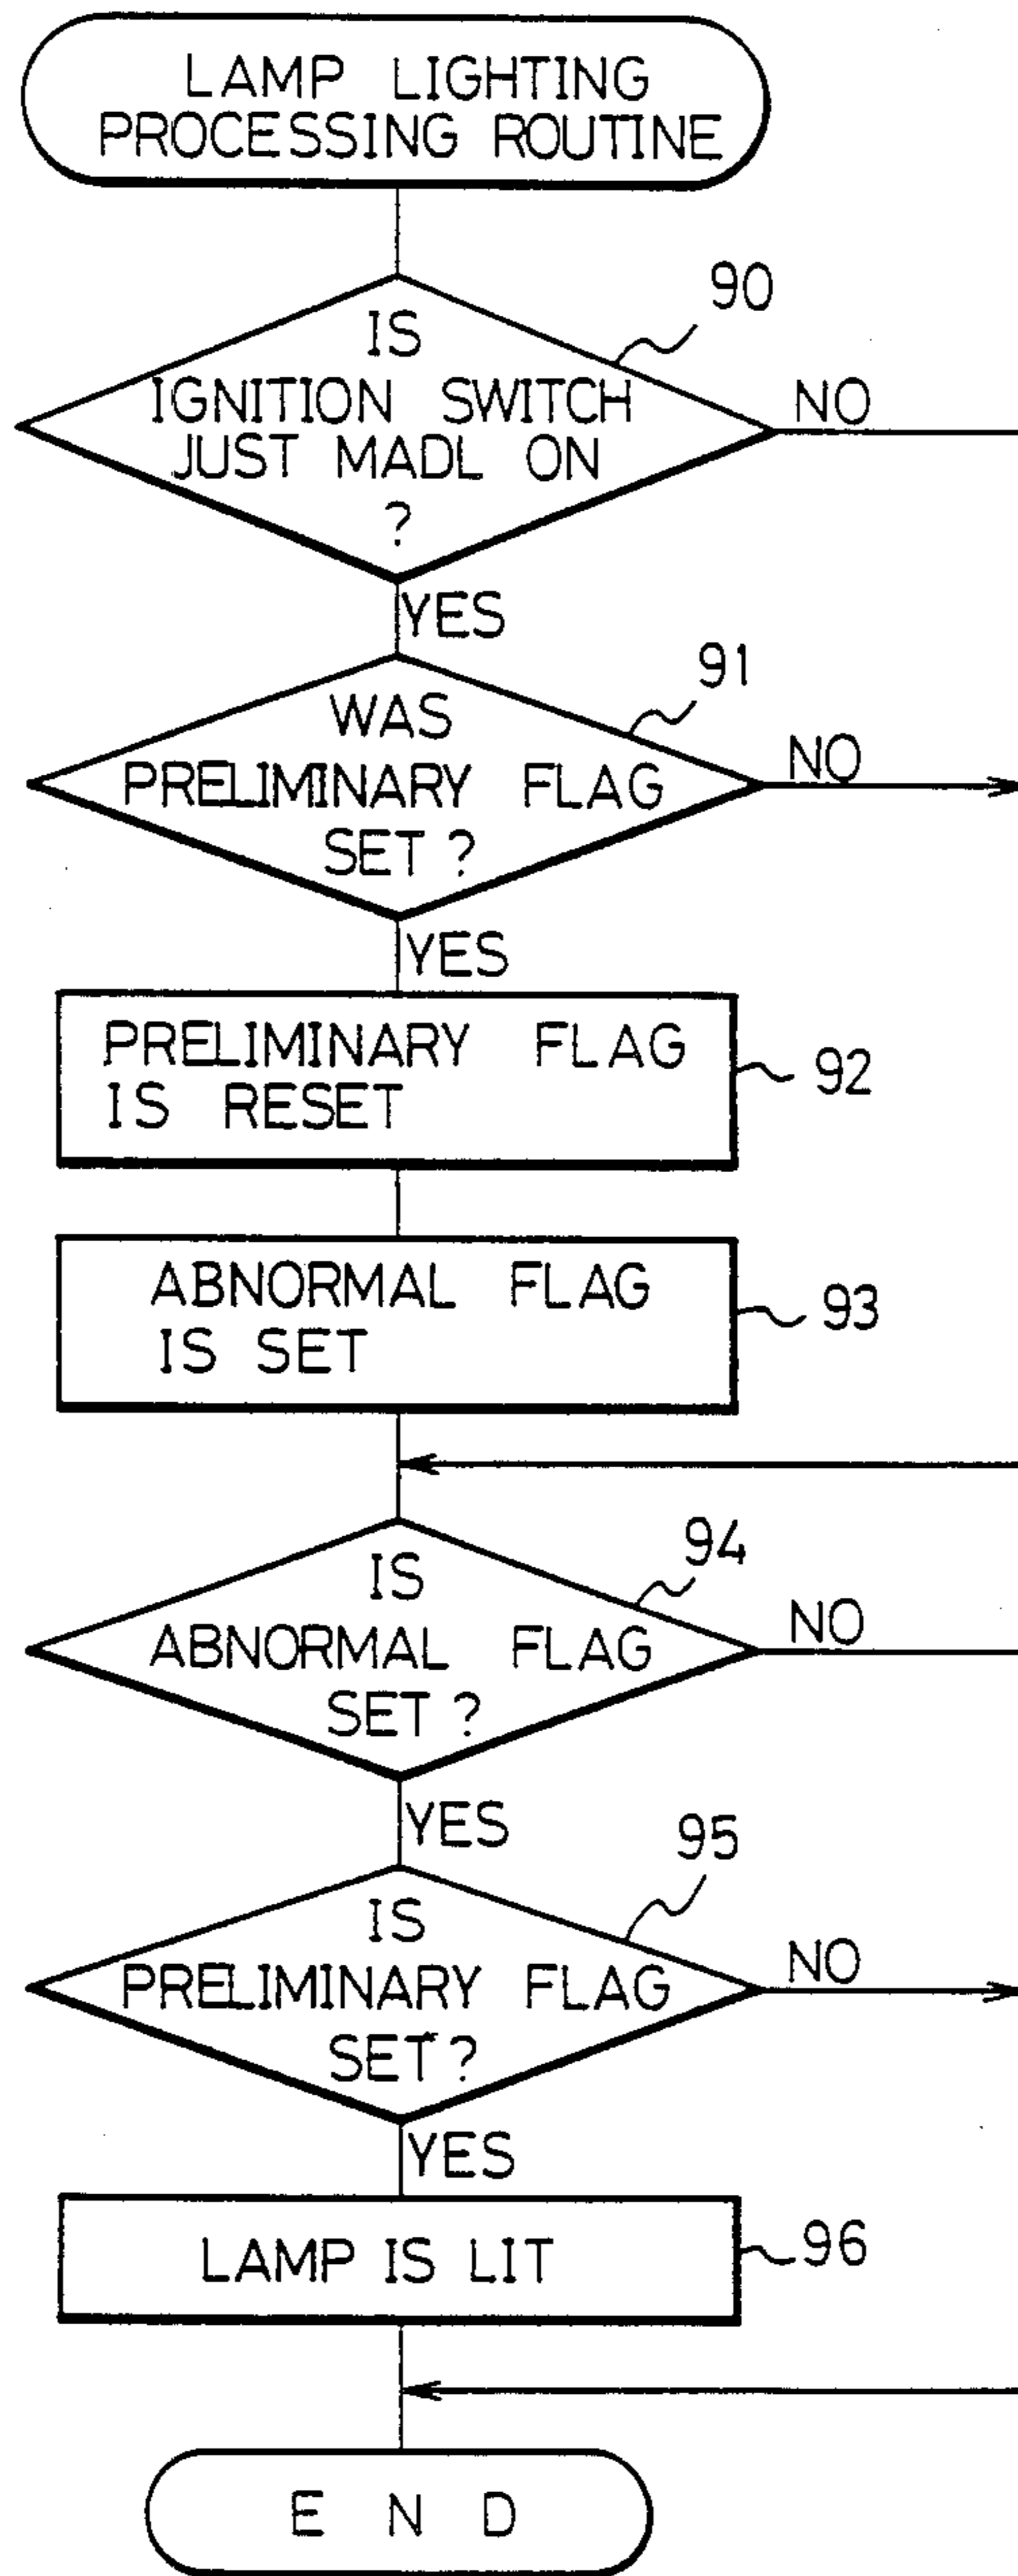 LAMP LIGHTING
PROCESSING ROUTINE
90
IS
IGNITION SWITCH
JUST MADL ON
?
NO
YES
91
WAS
PRELIMINARY FLAG
SET?
NO
YES
PRELIMINARY FLAG
IS RESET
92
ABNORMAL FLAG
IS SET
93
94
IS
ABNORMAL FLAG
SET?
NO
YES
95
IS
PRELIMINARY FLAG
SET?
NO
YES
LAMP IS LIT
96
END